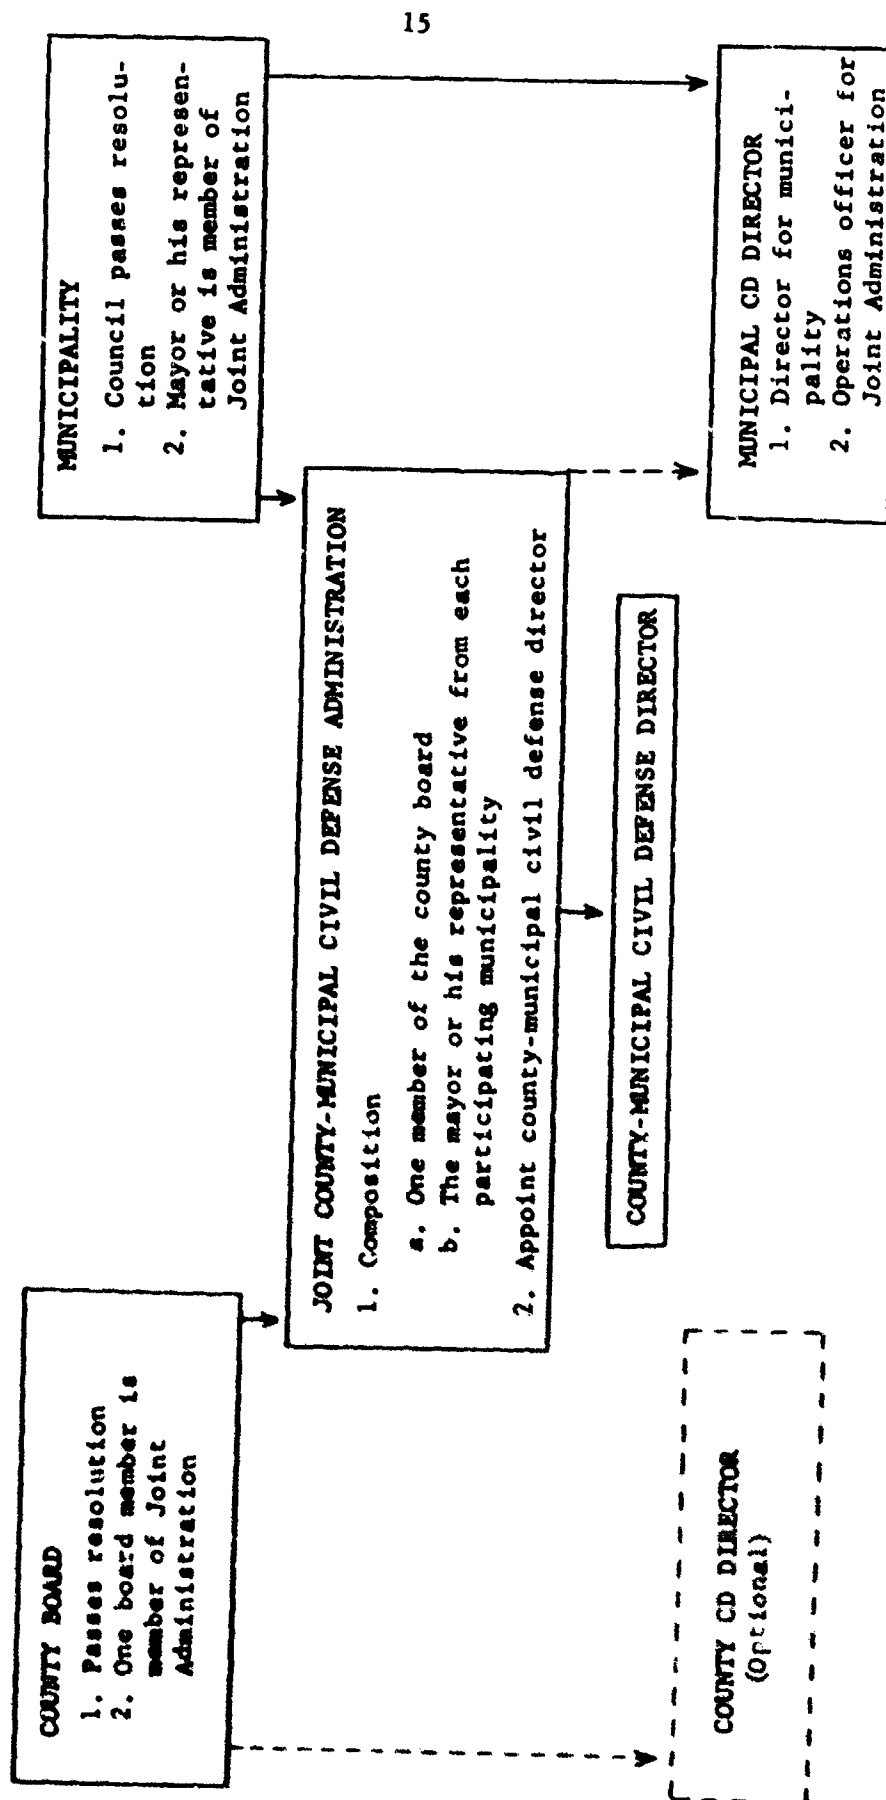 15
COUNTY BOARD
1. Passes resolution
2. One board member is
member of Joint
Administration
MUNICIPALITY
1. Council passes resolu-
tion
2. Mayor or his represen-
tative is member of
Joint Administration
JOINT COUNTY-MUNICIPAL CIVIL DEFENSE ADMINISTRATION
1. Composition
a. One member of the county board
b. The mayor or his representative from each
participating municipality
2. Appoint county-municipal civil defense director
COUNTY-MUNICIPAL CIVIL DEFENSE DIRECTOR
COUNTY CD DIRECTOR
(Optional)
MUNICIPAL CD DIRECTOR
1. Director for munici-
pality
2. Operations officer for
Joint Administration